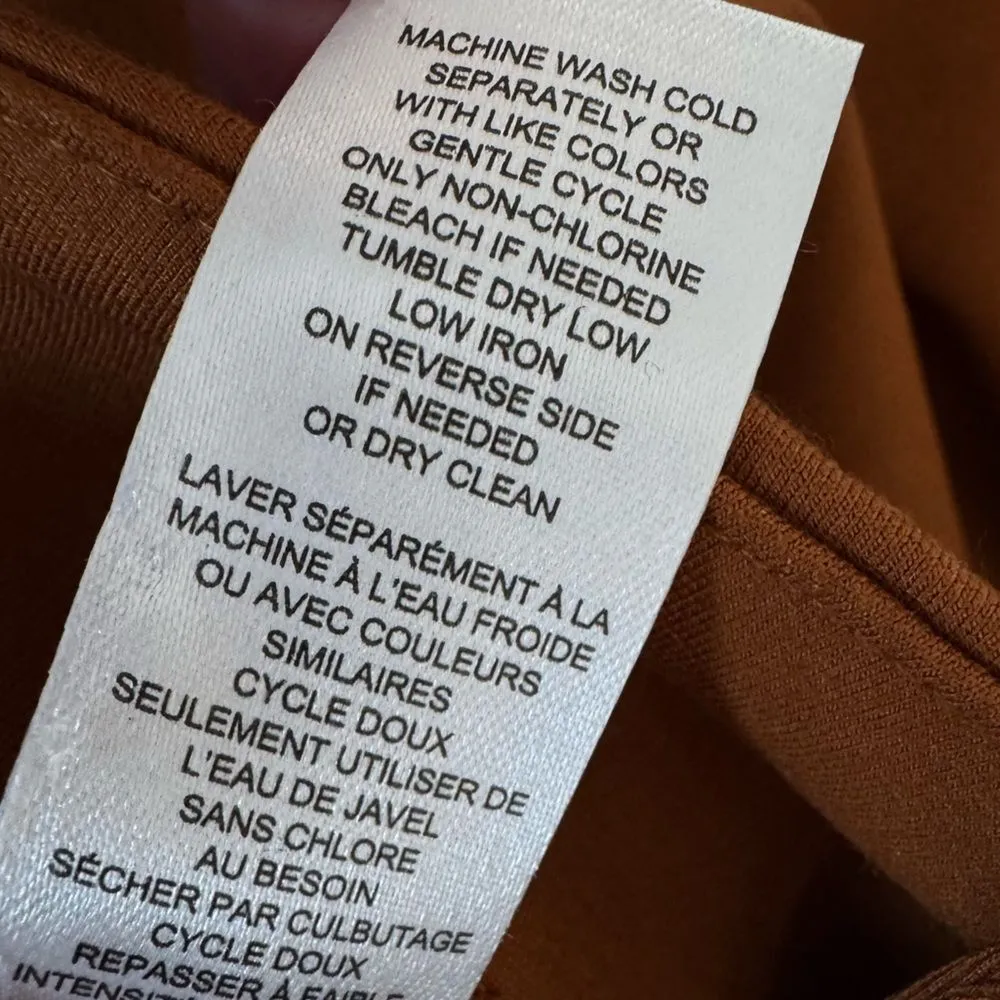 MACHINE WASH COLD
SEPARATELY OR
WITH LIKE COLORS
GENTLE CYCLE
ONLY NON-CHLORINE
BLEACH IF NEEDED
TUMBLE DRY LOW
LOW IRON
ON REVERSE SIDE
IF NEEDED
OR DRY CLEAN
LAVER SÉPARÉMENT À LA
MACHINE À L'EAU FROIDE
OU AVEC COULEURS
SIMILAIRES
CYCLE DOUX
SEULEMENT UTILISER DE
L'EAU DE JAVEL
SANS CHLORE
AU BESOIN
SÉCHER PAR CULBUTAGE
CYCLE DOUX
REPASSER À FAIBLE